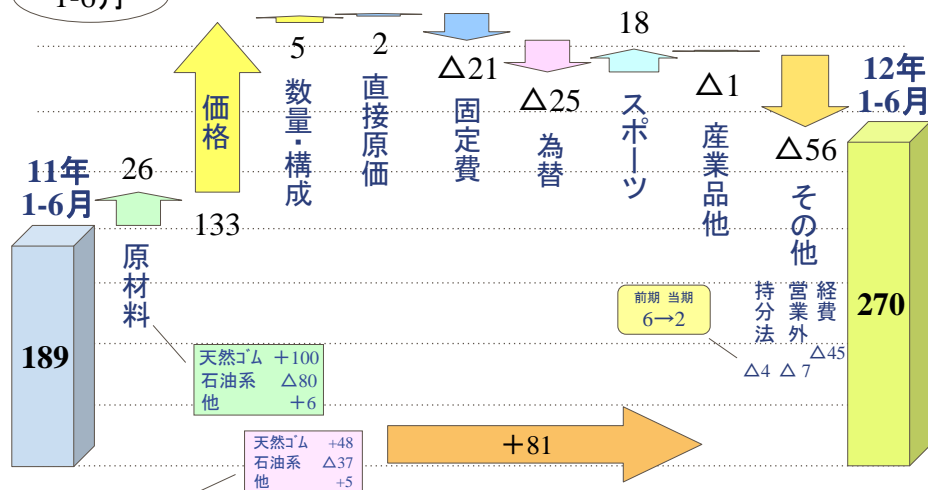 1-6月
11年
1-6月
189
26
原材料
価格
133
5
数量・構成
2
直接原価
△21
固定費
△25
為替
18
スポーツ
△1
産業品他
△56
その他
12年
1-6月
270
前期 当期
6→2
持分法
営業外
経費
△4
△7
△45
天然ゴム +100
石油系 △80
他 +6
天然ゴム +48
石油系 △37
他 +5
+81